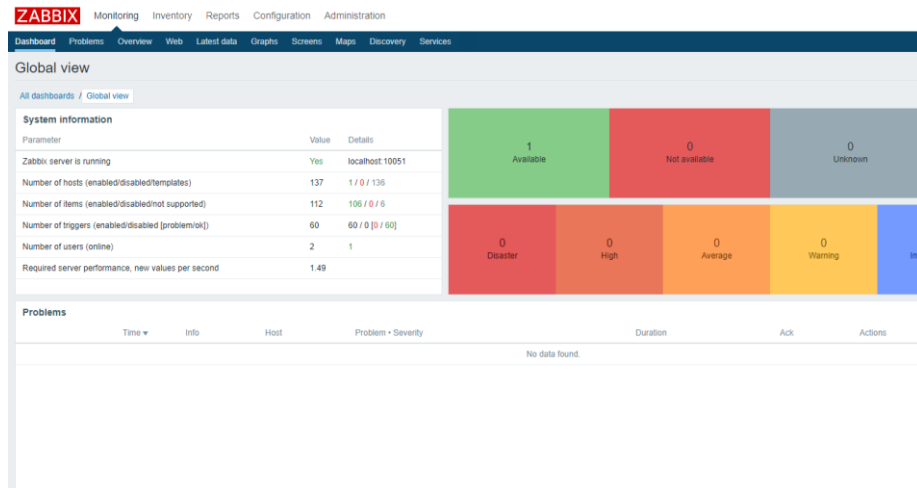 ZABBIX Monitoring Inventory Reports Configuration Administration
Dashboard Problems Overview Web Latest data Graphs Screens Maps Discovery Services
Global view
All dashboards / Global view
System information
Parameter Value Details
Zabbix server is running Yes localhost:10051
Number of hosts (enabled/disabled/templates) 137 1 / 0 / 136
Number of items (enabled/disabled/not supported) 112 106 / 0 / 6
Number of triggers (enabled/disabled [problem/ok]) 60 60 / 0 [0 / 60]
Number of users (online) 2 1
Required server performance, new values per second 1.49
1 0 0
Available Not available Unknown
0 0 0 0
Disaster High Average Warning
Problems
Time ▼ Info Host Problem • Severity Duration Ack Actions
No data found.